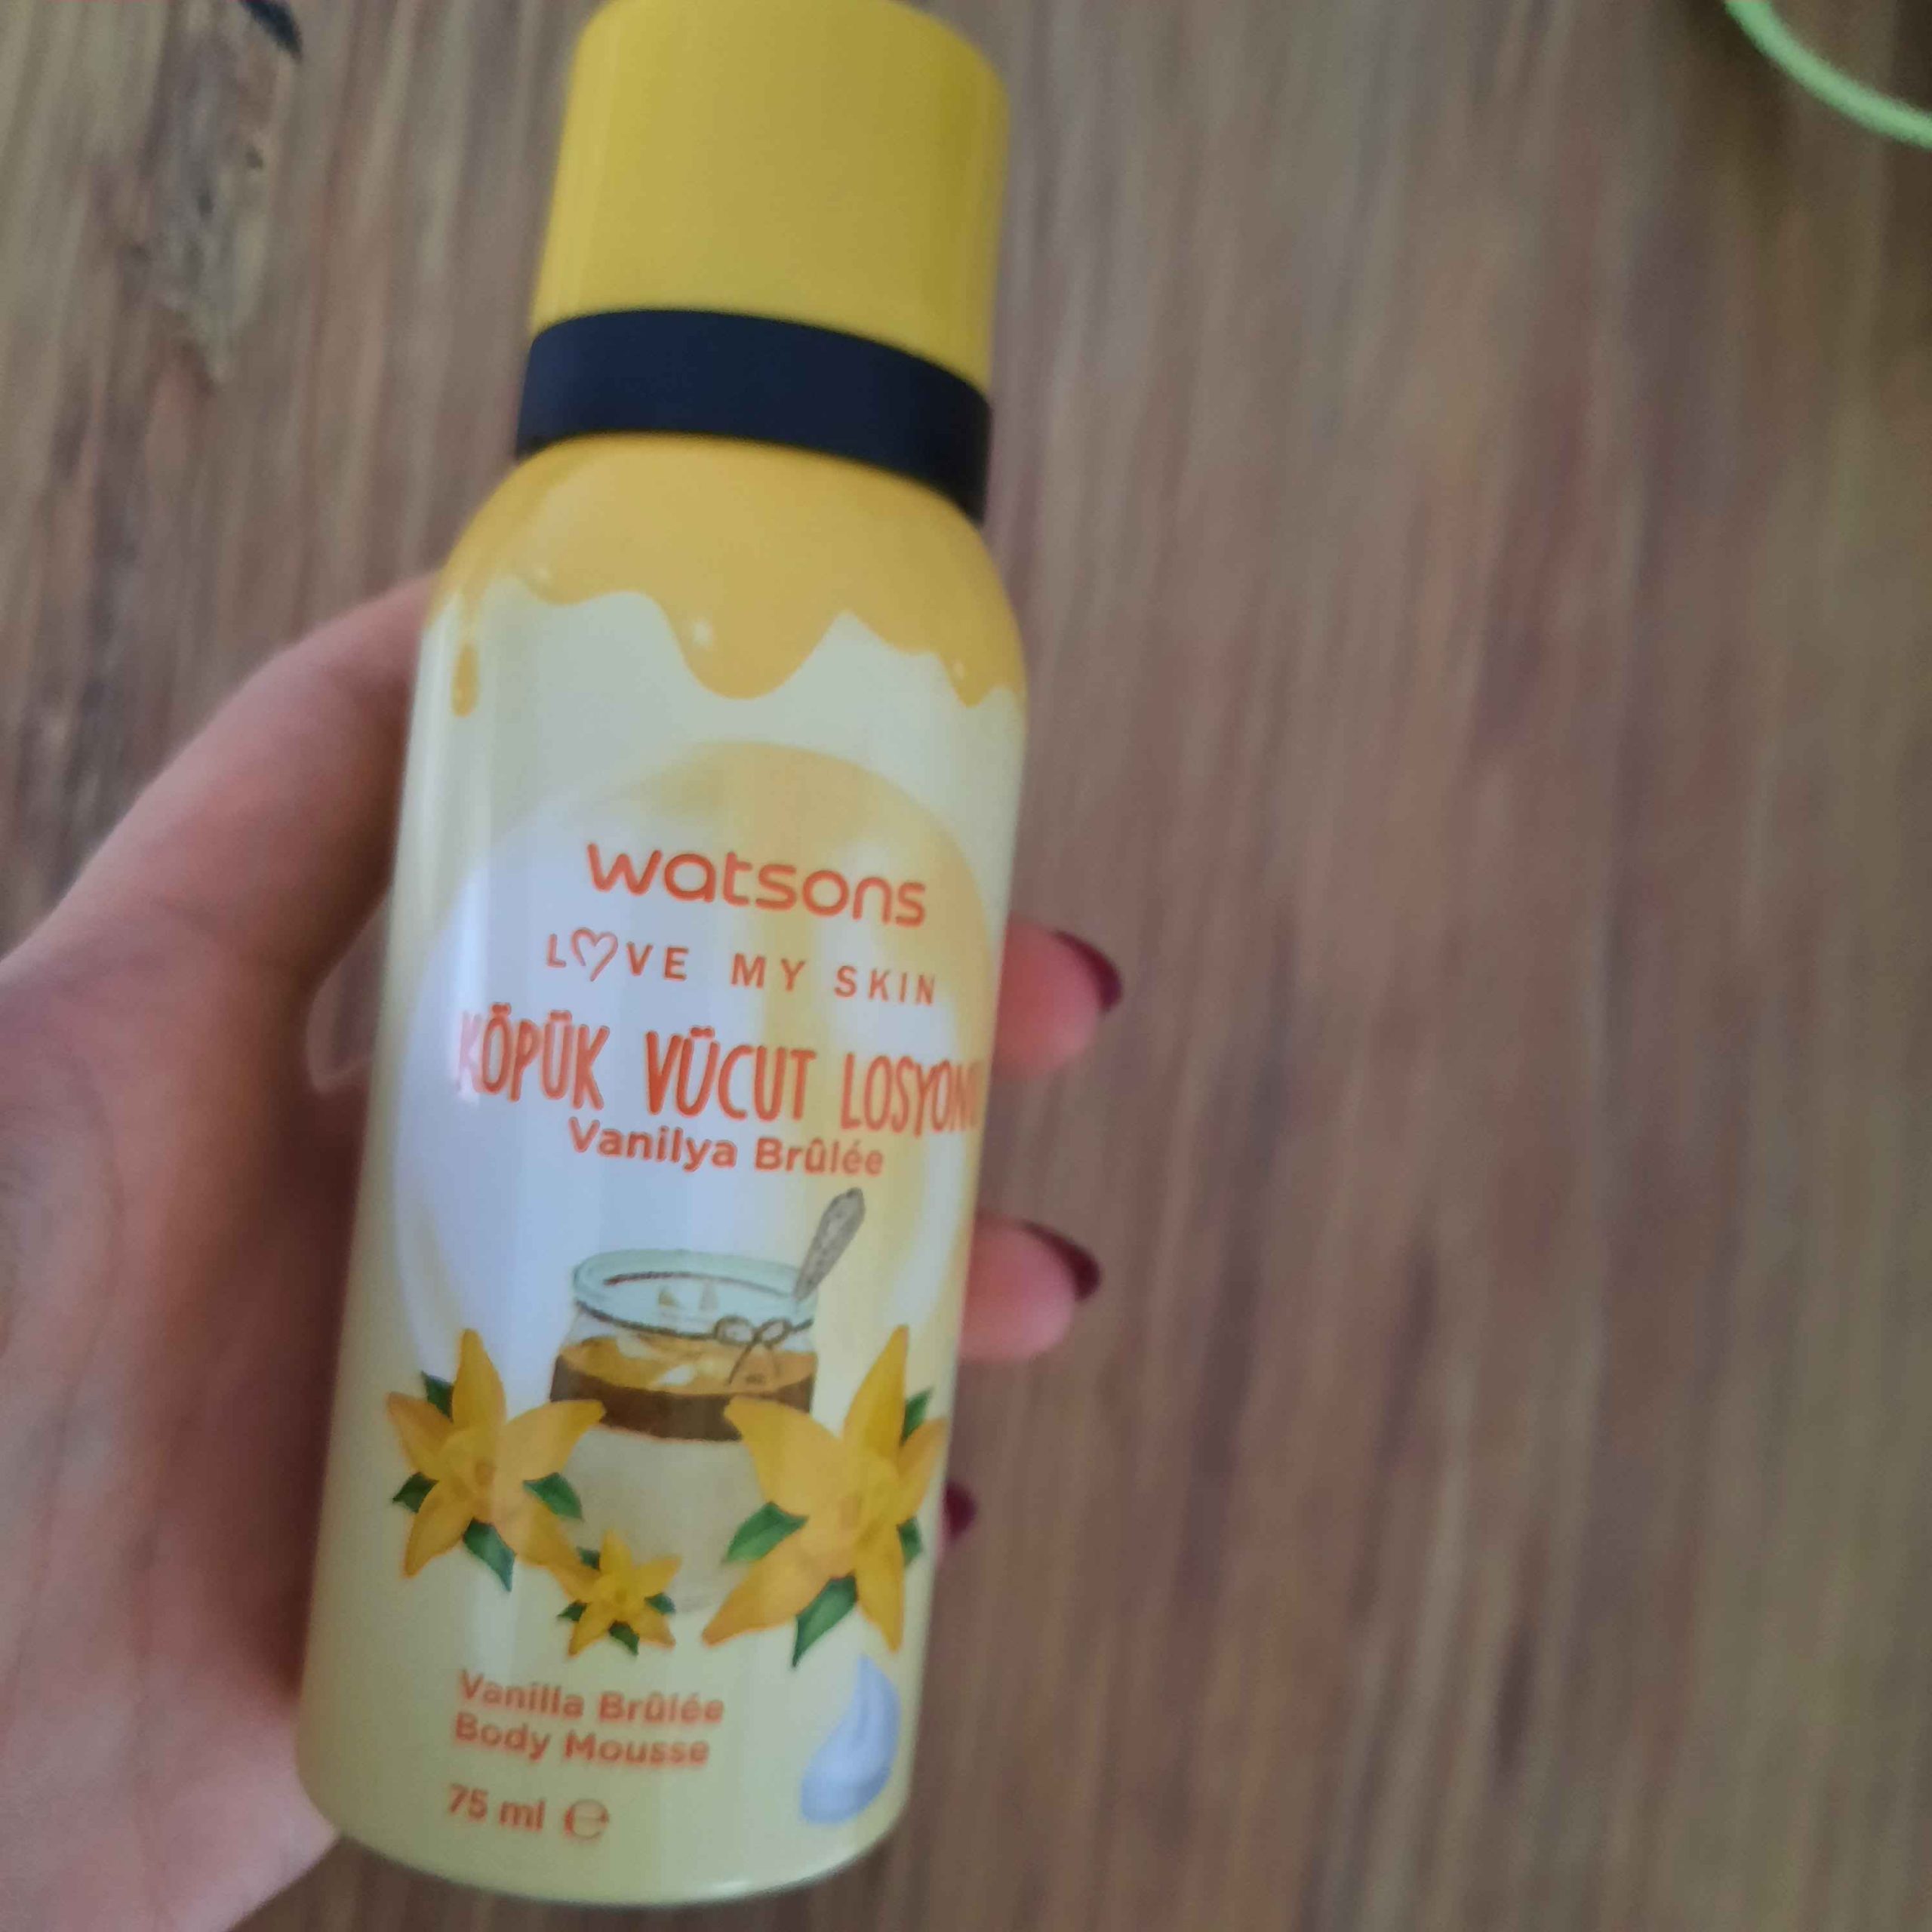 watsons
LOVE MY SKIN
KÖPÜK VÜCUT LOSYONU
Vanilya Brûlée
Vanilla Brûlée
Body Mousse
75 ml ℮